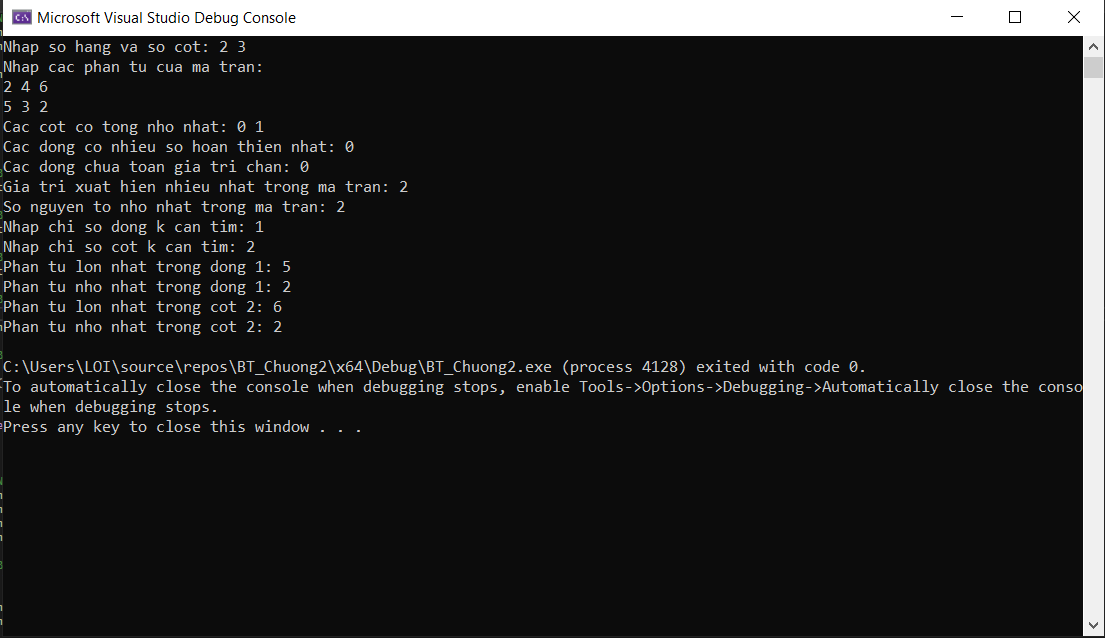 Microsoft Visual Studio Debug Console
Nhap so hang va so cot: 2 3
Nhap cac phan tu cua ma tran:
2 4 6
5 3 2
Cac cot co tong nho nhat: 0 1
Cac dong co nhieu so hoan thien nhat: 0
Cac dong chua toan gia tri chan: 0
Gia tri xuat hien nhieu nhat trong ma tran: 2
So nguyen to nho nhat trong ma tran: 2
Nhap chi so dong k can tim: 1
Nhap chi so cot k can tim: 2
Phan tu lon nhat trong dong 1: 5
Phan tu nho nhat trong dong 1: 2
Phan tu lon nhat trong cot 2: 6
Phan tu nho nhat trong cot 2: 2
C:\Users\LOI\source\repos\BT_Chuong2\x64\Debug\BT_Chuong2.exe (process 4128) exited with code 0.
To automatically close the console when debugging stops, enable Tools->Options->Debugging->Automatically close the conso
le when debugging stops.
Press any key to close this window . . .